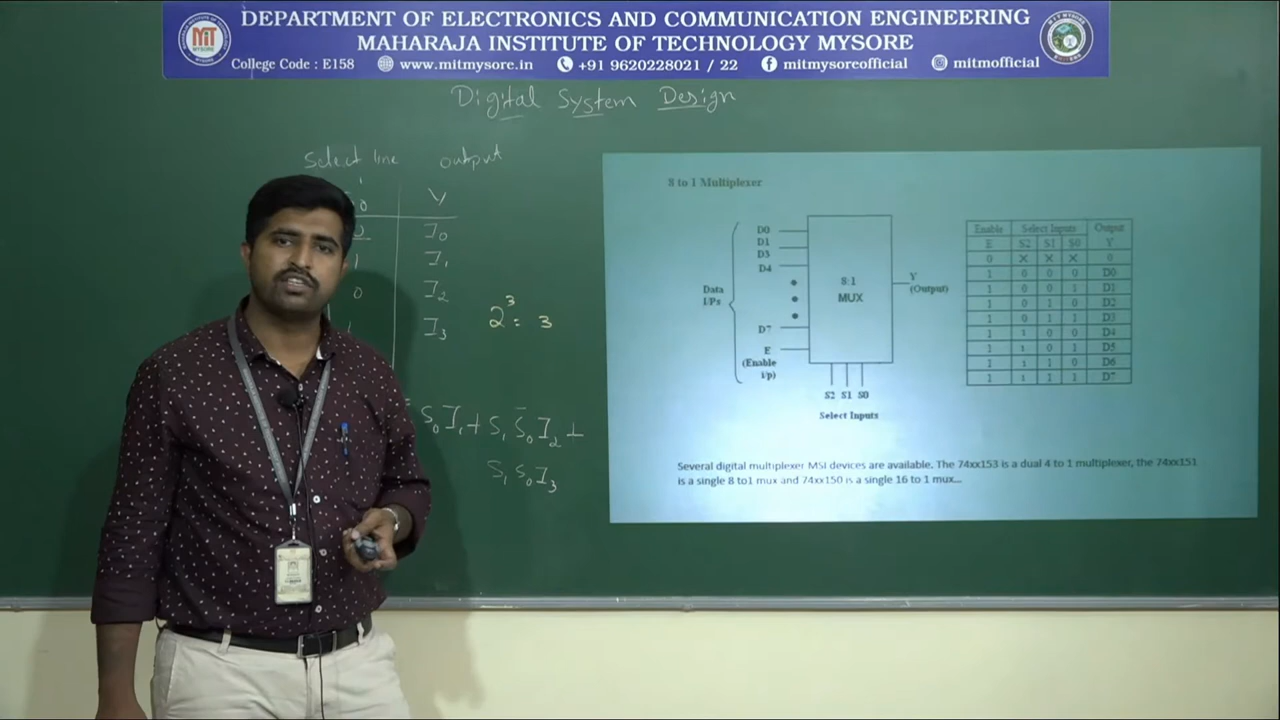 DEPARTMENT OF ELECTRONICS AND COMMUNICATION ENGINEERING
MAHARAJA INSTITUTE OF TECHNOLOGY MYSORE
College Code : E158 www.mitmysore.in +91 9620228021 / 22 mitmysoreofficial mitmofficial
MIT
MYSORE
Digital System Design
Select line output
Y
I0
1 I1
0 I2
I3
2³ = 3
S0I1 + S1 S̅0 I2 +
S1 S0 I3
8 to 1 Multiplexer
D0
D1
D3
D4
Data
I/Ps
D7
E
(Enable
i/p)
8:1
MUX
Y
(Output)
S2 S1 S0
Select Inputs
Enable Select Inputs Output
E S2 S1 S0 Y
0 X X X 0
1 0 0 0 D0
1 0 0 1 D1
1 0 1 0 D2
1 0 1 1 D3
1 1 0 0 D4
1 1 0 1 D5
1 1 1 0 D6
1 1 1 1 D7
Several digital multiplexer MSI devices are available. The 74xx153 is a dual 4 to 1 multiplexer, the 74xx151
is a single 8 to1 mux and 74xx150 is a single 16 to 1 mux...